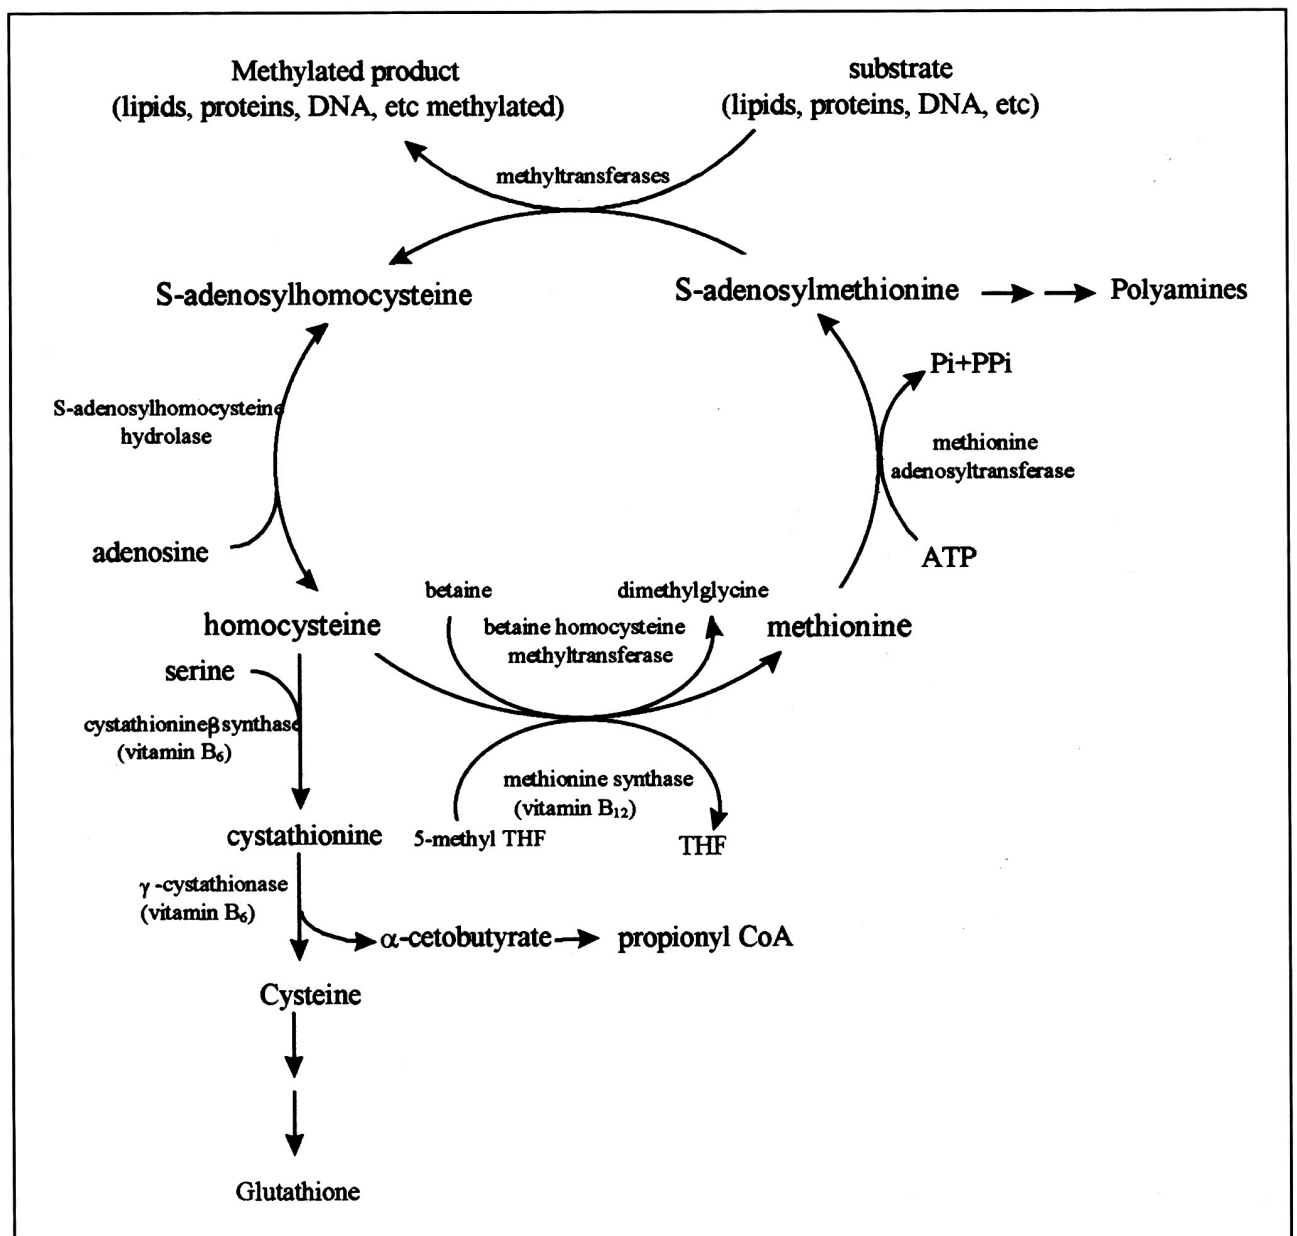 Methylated product
(lipids, proteins, DNA, etc methylated)
substrate
(lipids, proteins, DNA, etc)
methyltransferases
S-adenosylhomocysteine
S-adenosylmethionine
Polyamines
Pi+PPi
S-adenosylhomocysteine
hydrolase
methionine
adenosyltransferase
adenosine
ATP
betaine
dimethylglycine
homocysteine
betaine homocysteine
methyltransferase
methionine
serine
cystathionineβ synthase
(vitamin B₆)
methionine synthase
(vitamin B₁₂)
cystathionine
5-methyl THF
THF
γ -cystathionase
(vitamin B₆)
α-cetobutyrate
propionyl CoA
Cysteine
Glutathione